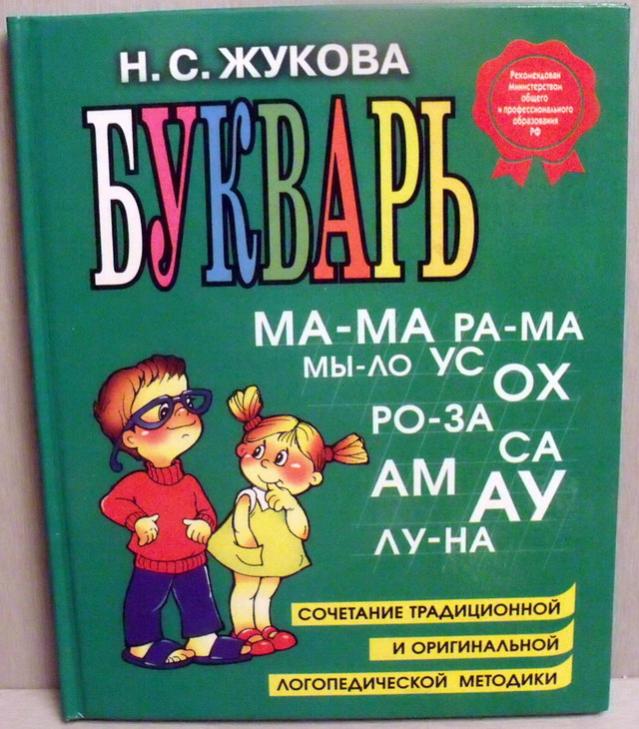 Н. С. ЖУКОВА
БУКВАРЬ
Рекомендован
Министерством
общего
и профессионального
образования
РФ
МА-МА РА-МА
МЫ-ЛО УС
ОХ
РО-ЗА
СА
АМ АУ
ЛУ-НА
СОЧЕТАНИЕ ТРАДИЦИОННОЙ
И ОРИГИНАЛЬНОЙ
ЛОГОПЕДИЧЕСКОЙ МЕТОДИКИ